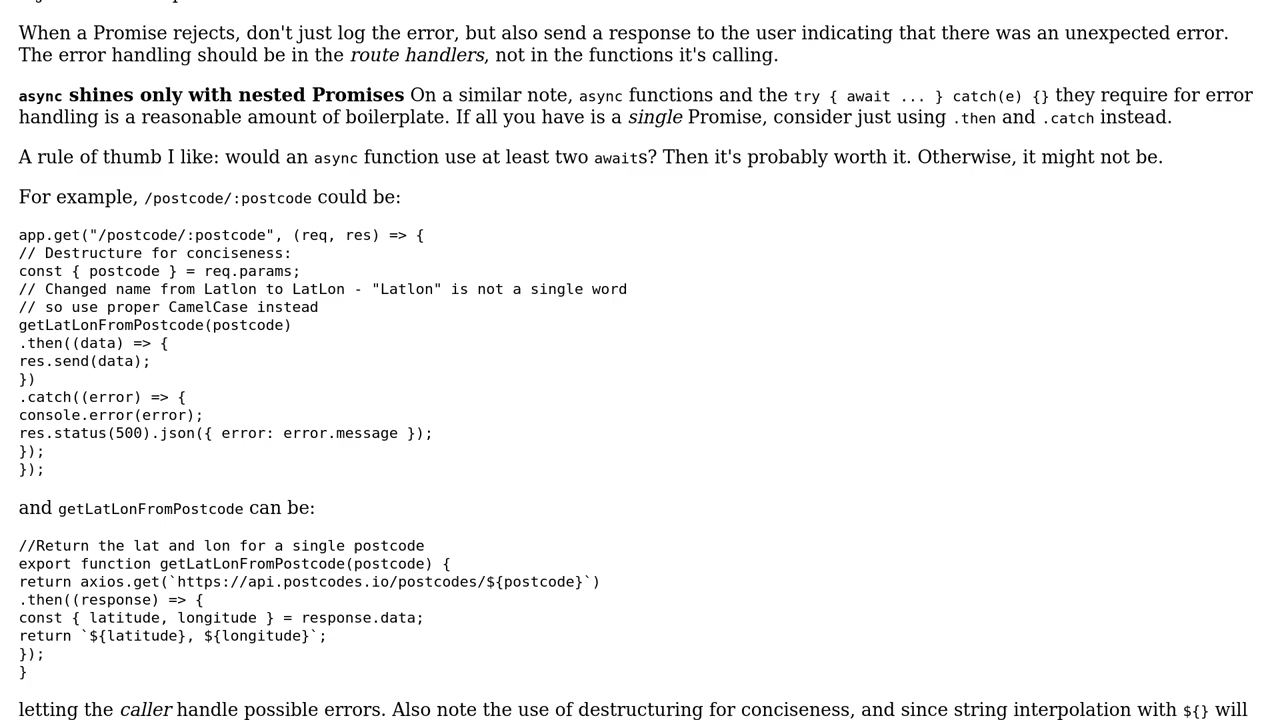 When a Promise rejects, don't just log the error, but also send a response to the user indicating that there was an unexpected error.
The error handling should be in the route handlers, not in the functions it's calling.
async shines only with nested Promises On a similar note, async functions and the try { await ... } catch(e) {} they require for error
handling is a reasonable amount of boilerplate. If all you have is a single Promise, consider just using .then and .catch instead.
A rule of thumb I like: would an async function use at least two awaits? Then it's probably worth it. Otherwise, it might not be.
For example, /postcode/:postcode could be:
app.get("/postcode/:postcode", (req, res) => {
// Destructure for conciseness:
const { postcode } = req.params;
// Changed name from Latlon to LatLon - "Latlon" is not a single word
// so use proper CamelCase instead
getLatLonFromPostcode(postcode)
.then((data) => {
res.send(data);
})
.catch((error) => {
console.error(error);
res.status(500).json({ error: error.message });
});
});
and getLatLonFromPostcode can be:
//Return the lat and lon for a single postcode
export function getLatLonFromPostcode(postcode) {
return axios.get(`https://api.postcodes.io/postcodes/${postcode}`)
.then((response) => {
const { latitude, longitude } = response.data;
return `${latitude}, ${longitude}`;
});
}
letting the caller handle possible errors. Also note the use of destructuring for conciseness, and since string interpolation with ${} will